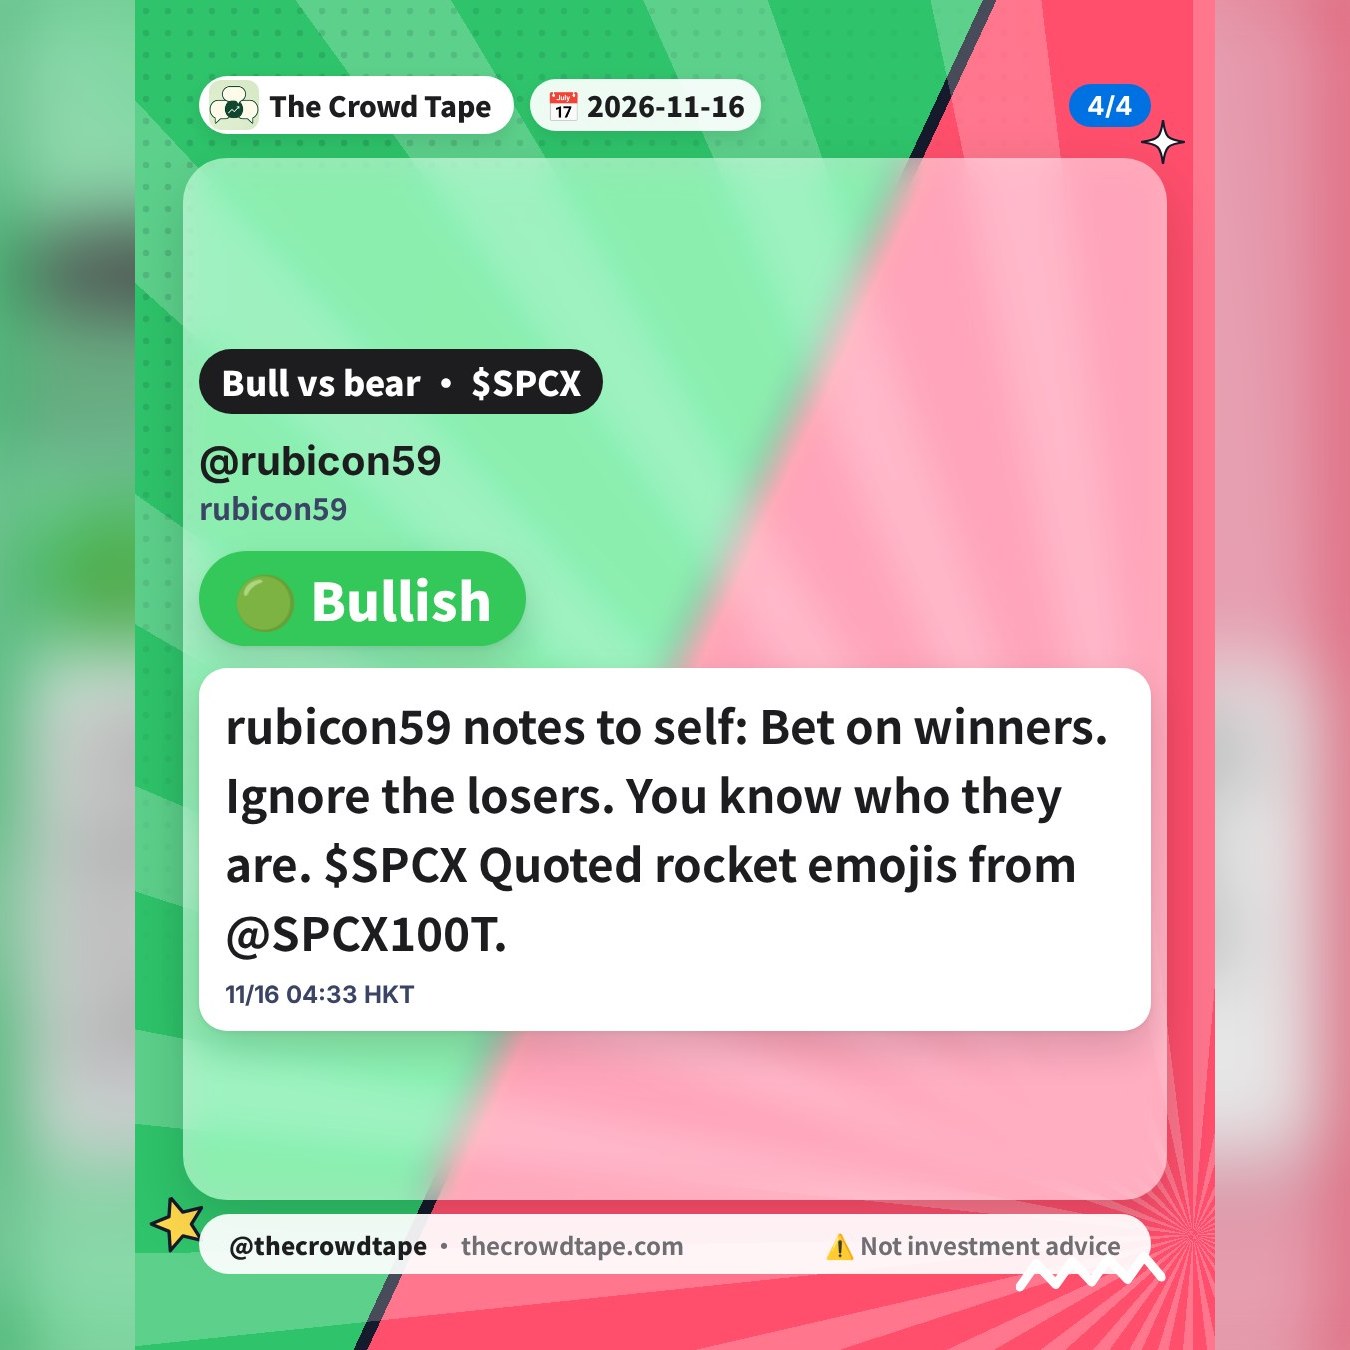 The Crowd Tape
July 17 2026-11-16
4/4
Bull vs bear • $SPCX
@rubicon59
rubicon59
Bullish
rubicon59 notes to self: Bet on winners.
Ignore the losers. You know who they
are. $SPCX Quoted rocket emojis from
@SPCX100T.
11/16 04:33 HKT
@thecrowdtape • thecrowdtape.com
⚠️ Not investment advice